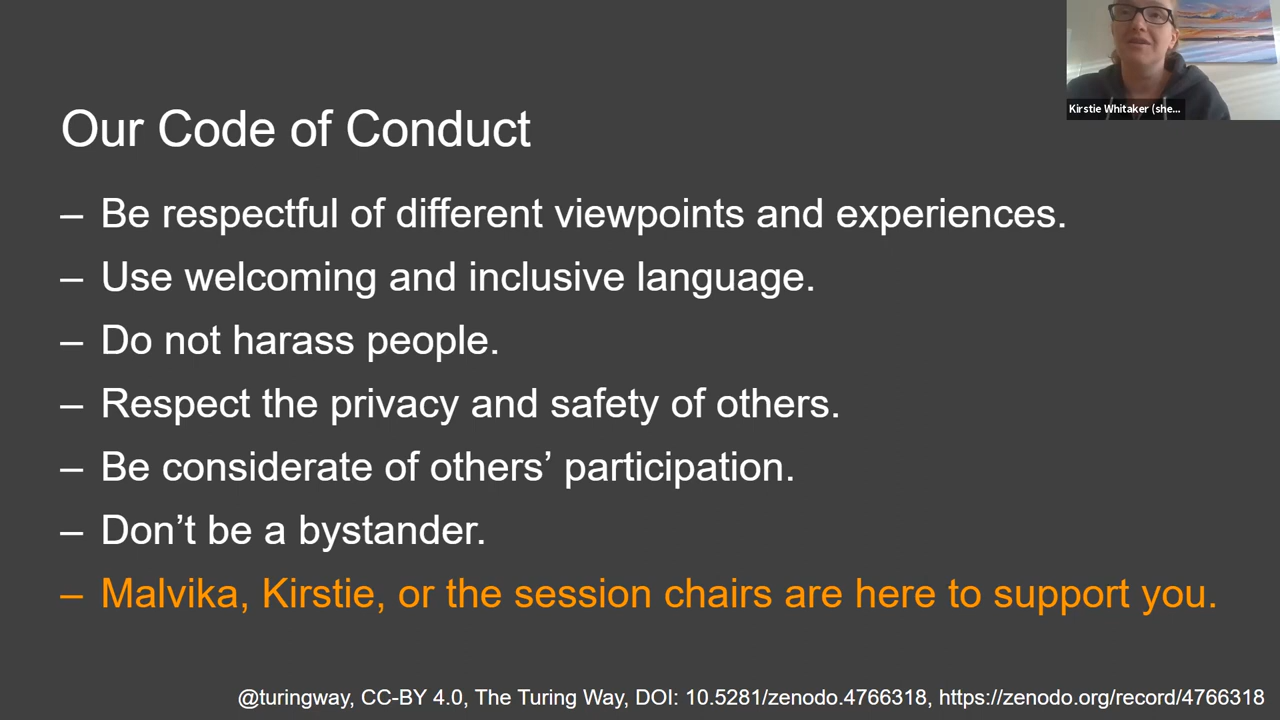 Kirstie Whitaker (she...
Our Code of Conduct
– Be respectful of different viewpoints and experiences.
– Use welcoming and inclusive language.
– Do not harass people.
– Respect the privacy and safety of others.
– Be considerate of others’ participation.
– Don’t be a bystander.
– Malvika, Kirstie, or the session chairs are here to support you.
@turingway, CC-BY 4.0, The Turing Way, DOI: 10.5281/zenodo.4766318, https://zenodo.org/record/4766318